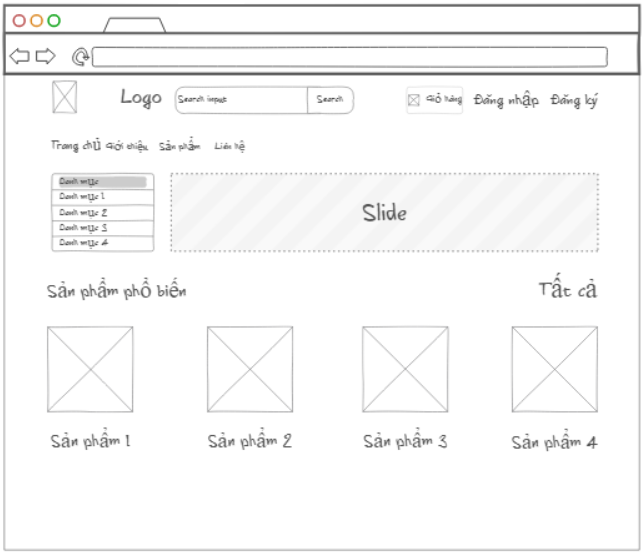 Logo Search input Search Giỏ hàng Đăng nhập Đăng ký
Trang chủ Giới thiệu Sản phẩm Liên hệ
Danh mục
Danh mục 1
Danh mục 2
Danh mục 3
Danh mục 4
Slide
Sản phẩm phổ biến Tất cả
Sản phẩm 1 Sản phẩm 2 Sản phẩm 3 Sản phẩm 4